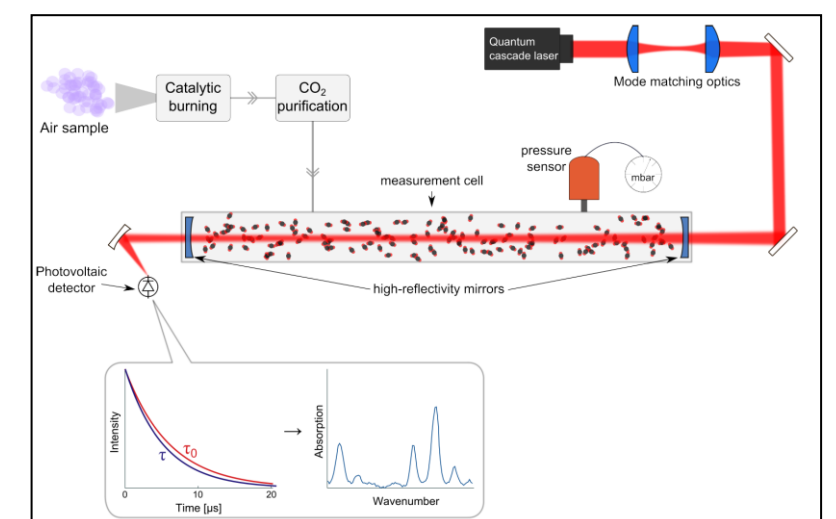 Quantum
cascade laser
Mode matching optics
Catalytic
burning
CO₂
purification
Air sample
pressure
sensor
mbar
measurement cell
Photovoltaic
detector
high-reflectivity mirrors
Intensity
τ
τ₀
0
10
20
Time [µs]
→
Absorption
Wavenumber